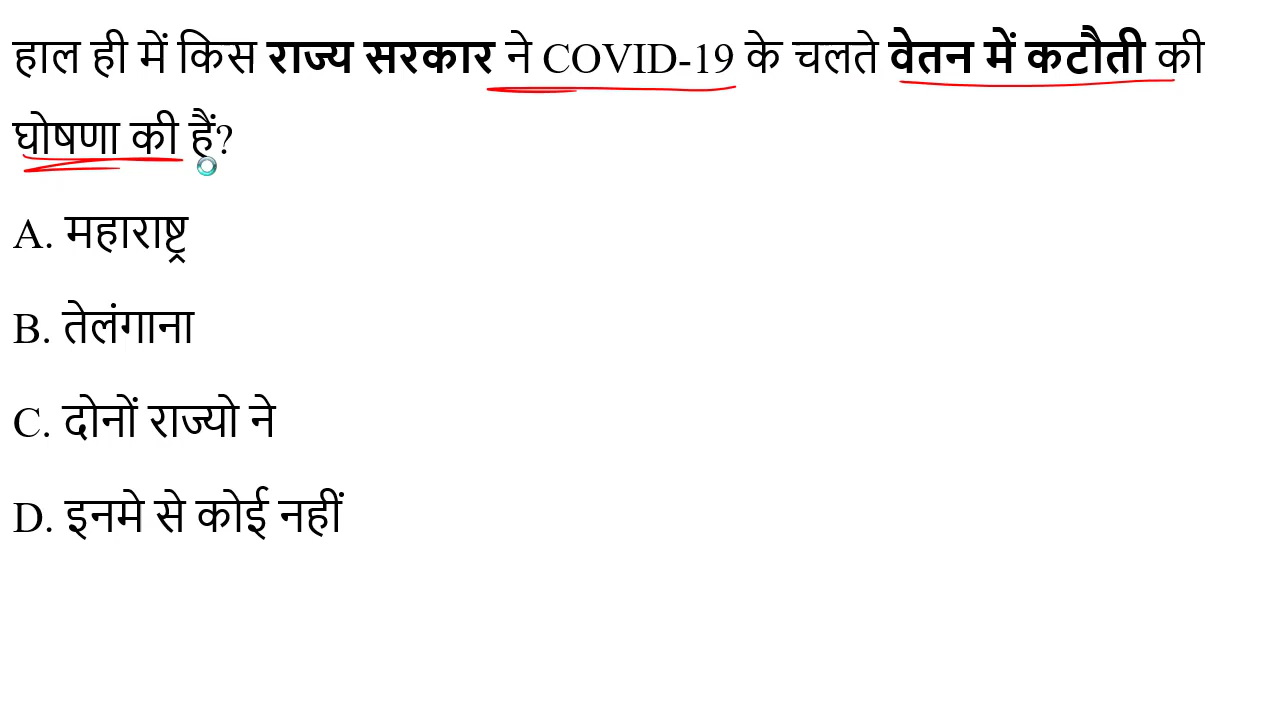 हाल ही में किस राज्य सरकार ने COVID-19 के चलते वेतन में कटौती की
घोषणा की हैं?
A. महाराष्ट्र
B. तेलंगाना
C. दोनों राज्यो ने
D. इनमे से कोई नहीं